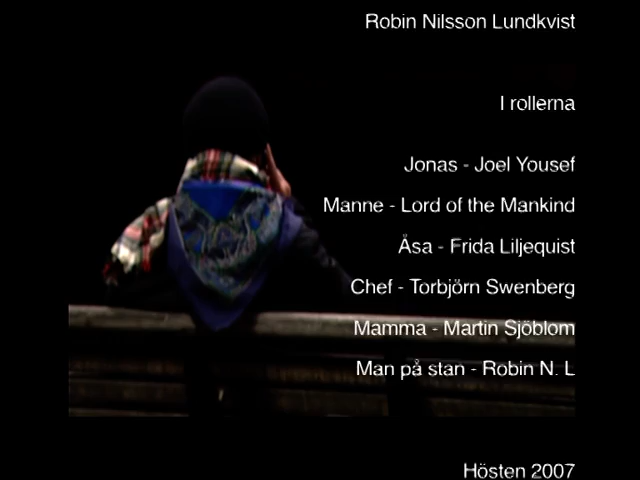 Robin Nilsson Lundkvist
I rollerna
Jonas - Joel Yousef
Manne - Lord of the Mankind
Åsa - Frida Liljequist
Chef - Torbjörn Swenberg
Mamma - Martin Sjöblom
Man på stan - Robin N. L
Hösten 2007